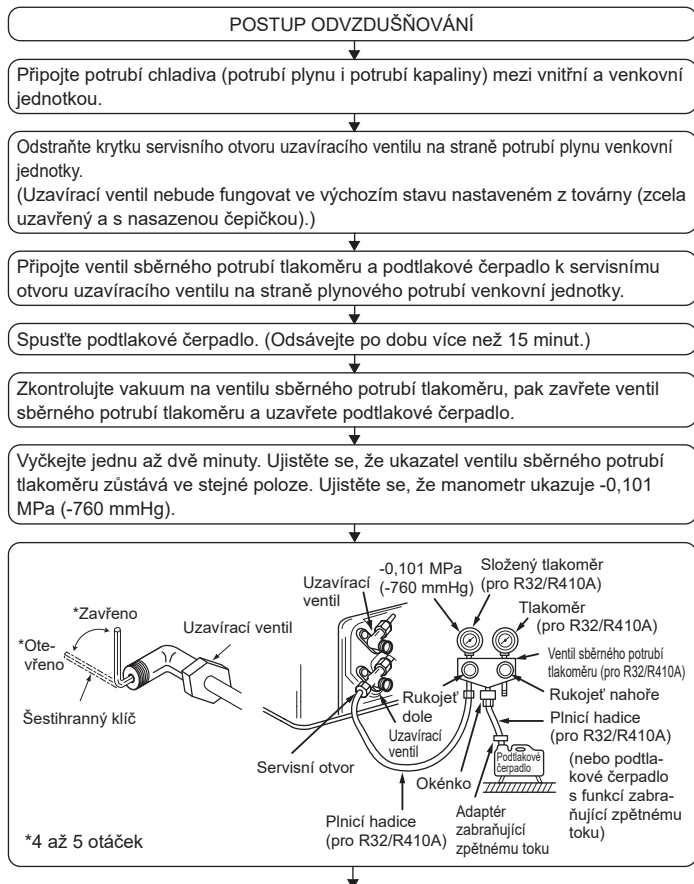 POSTUP ODVZDUŠŇOVÁNÍ
Připojte potrubí chladiva (potrubí plynu i potrubí kapaliny) mezi vnitřní a venkovní
jednotkou.
Odstraňte krytku servisního otvoru uzavíracího ventilu na straně potrubí plynu venkovní
jednotky.
(Uzavírací ventil nebude fungovat ve výchozím stavu nastaveném z továrny (zcela
uzavřený a s nasazenou čepičkou).)
Připojte ventil sběrného potrubí tlakoměru a podtlakové čerpadlo k servisnímu
otvoru uzavíracího ventilu na straně plynového potrubí venkovní jednotky.
Spusťte podtlakové čerpadlo. (Odsávejte po dobu více než 15 minut.)
Zkontrolujte vakuum na ventilu sběrného potrubí tlakoměru, pak zavřete ventil
sběrného potrubí tlakoměru a uzavřete podtlakové čerpadlo.
Vyčkejte jednu až dvě minuty. Ujistěte se, že ukazatel ventilu sběrného potrubí
tlakoměru zůstává ve stejné poloze. Ujistěte se, že manometr ukazuje -0,101
MPa (-760 mmHg).
*Zavřeno
*Ote-
vřeno
Uzavírací ventil
Šestihranný klíč
*4 až 5 otáček
Uzavírací
ventil
-0,101 MPa
(-760 mmHg)
Složený tlakoměr
(pro R32/R410A)
Tlakoměr
(pro R32/R410A)
Ventil sběrného potrubí
tlakoměru (pro R32/R410A)
Rukojeť
dole
Rukojeť nahoře
Uzavírací
ventil
Plnicí hadice
(pro R32/R410A)
Servisní otvor
Okénko
Podtlakové
čerpadlo
(nebo podtla-
kové čerpadlo
s funkcí zabra-
ňující zpětnému
toku)
Plnicí hadice
(pro R32/R410A)
Adaptér
zabraňující
zpětnému toku